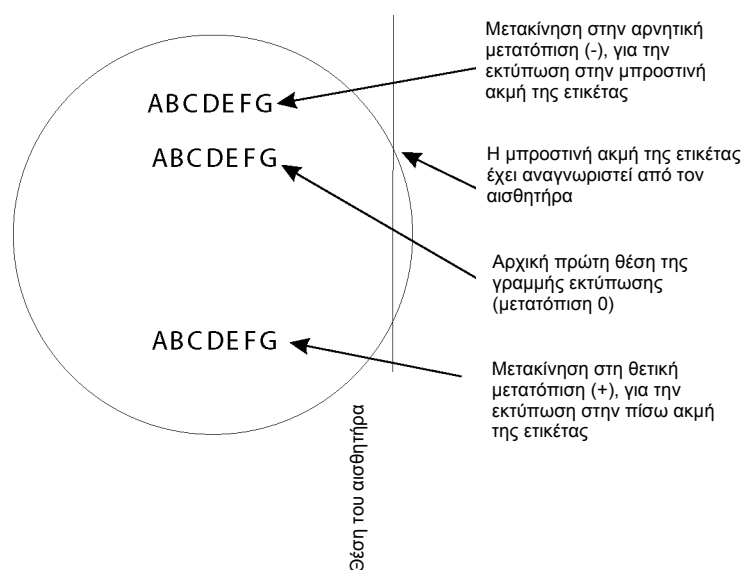 Μετακίνηση στην αρνητική
μετατόπιση (-), για την
εκτύπωση στην μπροστινή
ακμή της ετικέτας
ABCDEFG
ABCDEFG
Η μπροστινή ακμή της ετικέτας
έχει αναγνωριστεί από τον
αισθητήρα
Αρχική πρώτη θέση της
γραμμής εκτύπωσης
(μετατόπιση 0)
ABCDEFG
Μετακίνηση στη θετική
μετατόπιση (+), για την
εκτύπωση στην πίσω ακμή
της ετικέτας
Θέση του αισθητήρα